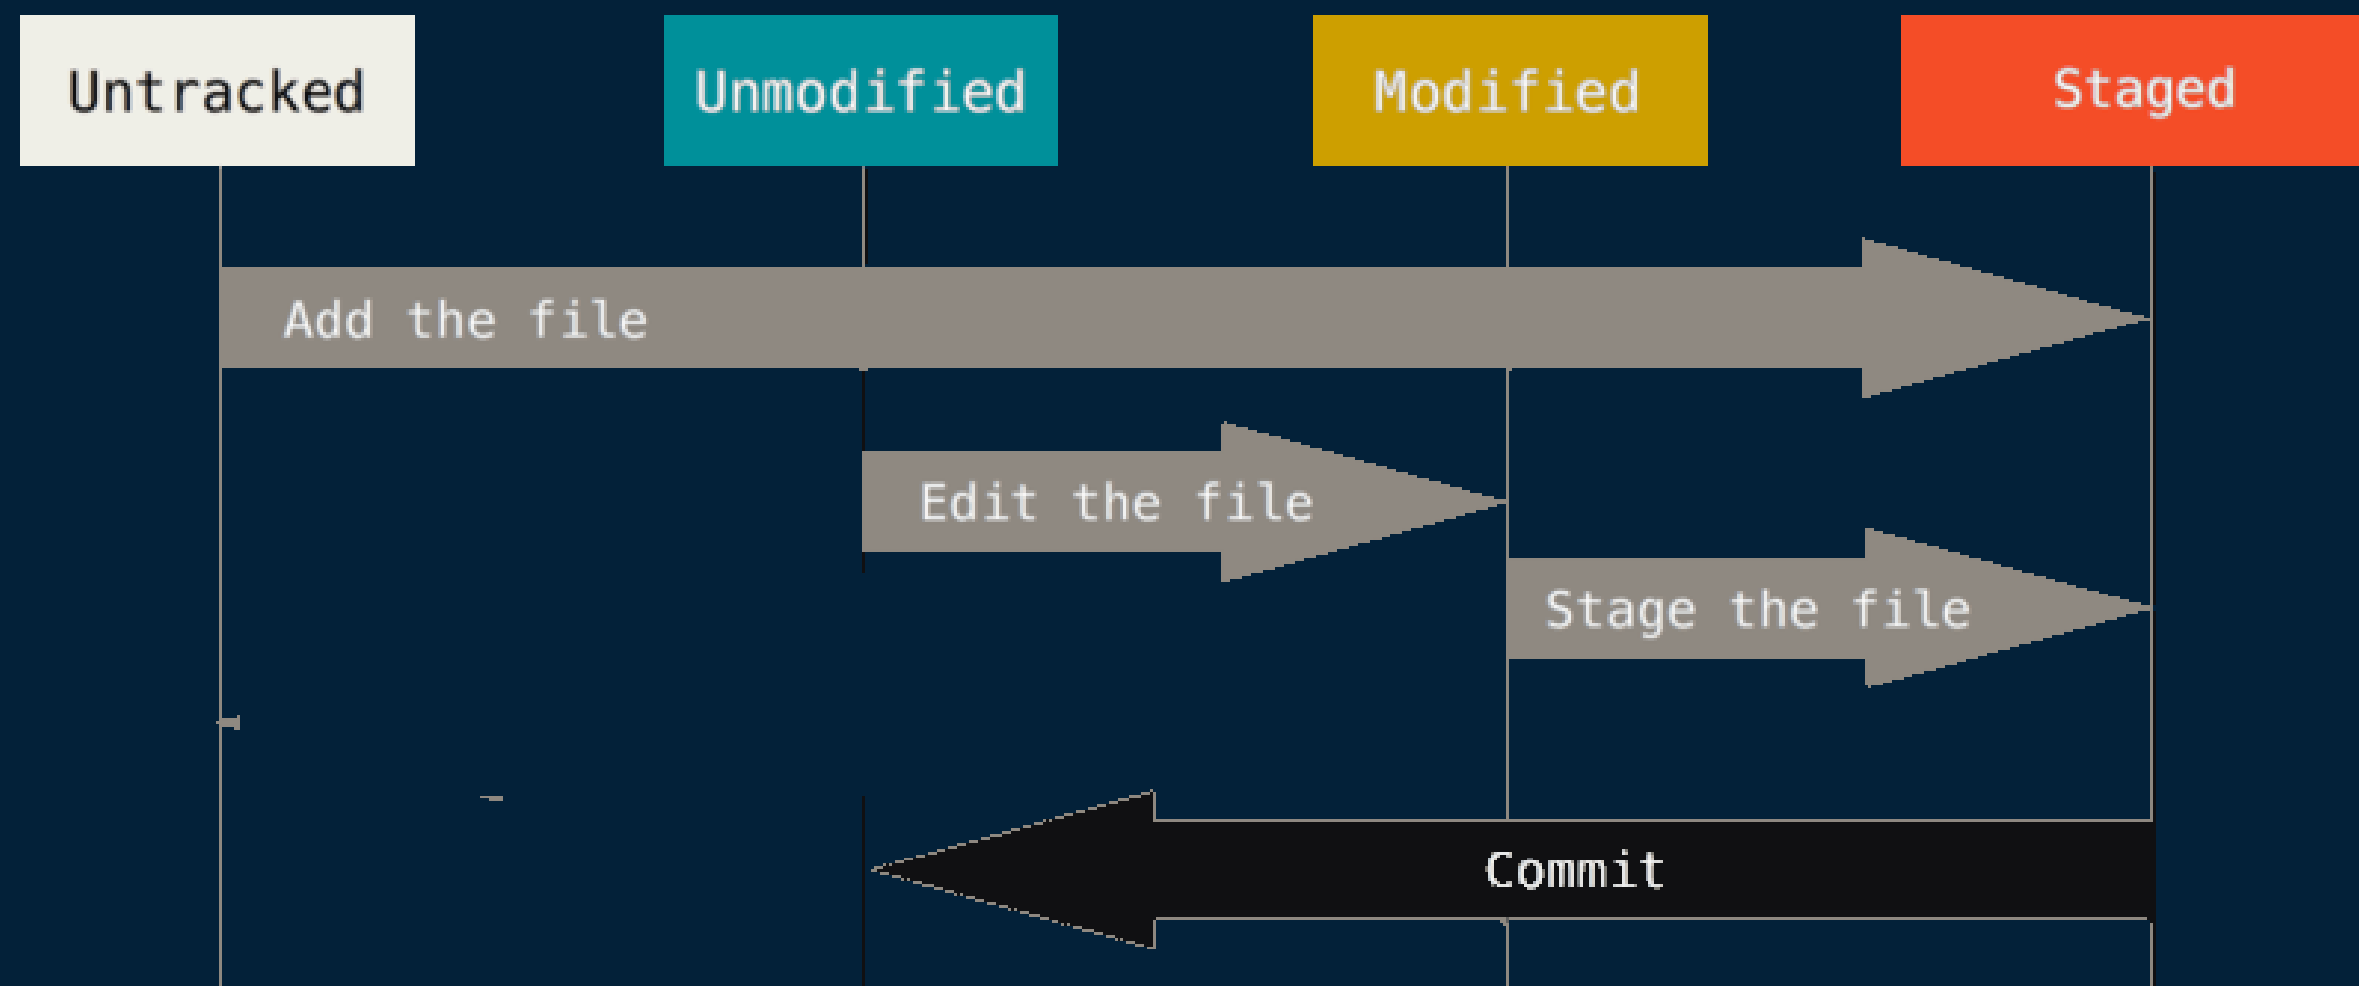 Untracked
Unmodified
Modified
Staged
Add the file
Edit the file
Stage the file
Commit